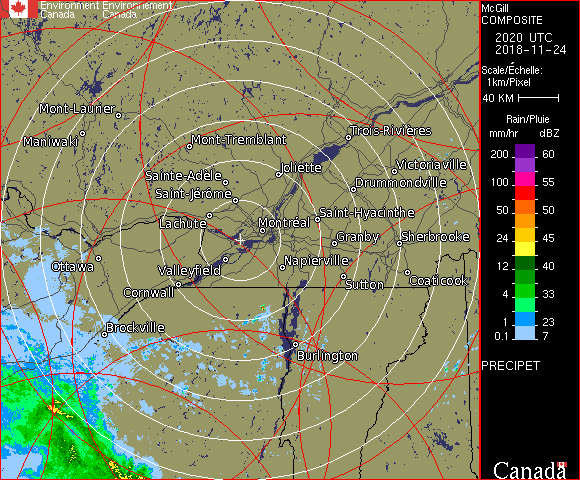 Environment Environnement
Canada Canada
McGill
COMPOSITE
2020 UTC
2018-11-24
Scale/Échelle:
1km/Pixel
40 KM
Rain/Pluie
mm/hr dBZ
200 60
100 55
50 50
24 45
12 40
4 33
1 23
0.1 7
PRECIPET
Canada
Mont-Laurier
Maniwaki
Mont-Tremblant
Trois-Rivières
Joliette
Victoriaville
Sainte-Adèle
Drummondville
Saint-Jérôme
Saint-Hyacinthe
Lachute
Montréal
Granby
Sherbrooke
Ottawa
Valleyfield
Napierville
Cornwall
Sutton
Coaticook
Brockville
Burlington